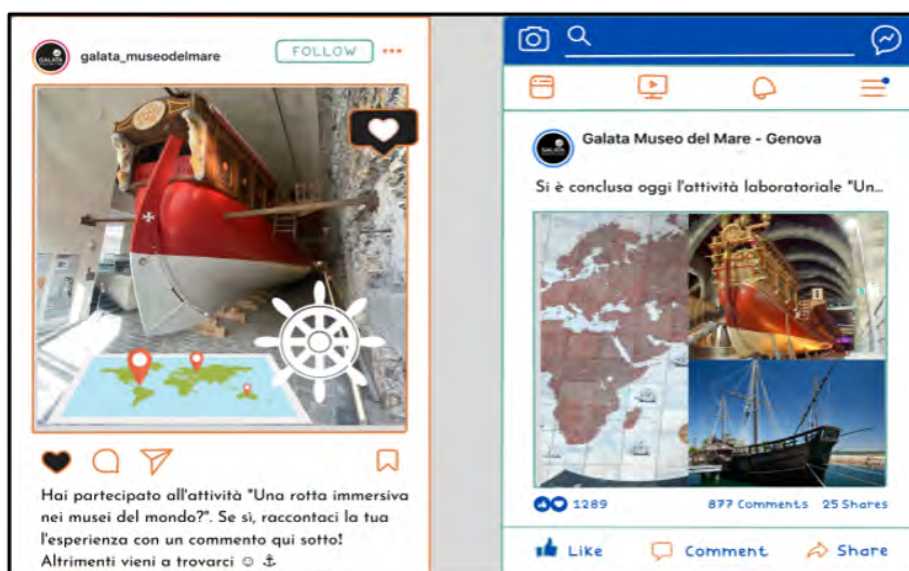 galata_museodelmare
FOLLOW
Hai partecipato all'attività "Una rotta immersiva
nei musei del mondo?". Se sì, raccontaci la tua
l'esperienza con un commento qui sotto!
Altrimenti vieni a trovarci ☺ ⚓
Galata Museo del Mare - Genova
Si è conclusa oggi l'attività laboratoriale "Un...
1289
877 Comments 25 Shares
Like
Comment
Share